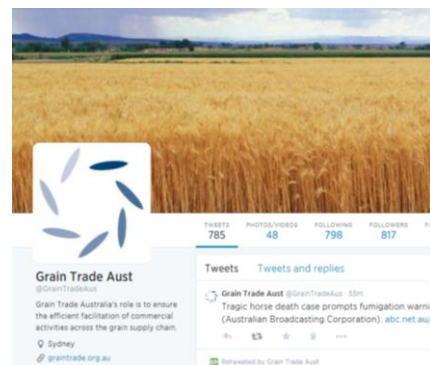 TWEETS PHOTOS/VIDEOS FOLLOWING FOLLOWERS
785 48 798 817
Grain Trade Aust
@GrainTradeAus
Grain Trade Australia's role is to ensure
the efficient facilitation of commercial
activities across the grain supply chain.
Sydney
graintrade.org.au
Tweets Tweets and replies
Grain Trade Aust @GrainTradeAus · 55m
Tragic horse death case prompts fumigation warni
(Australian Broadcasting Corporation): abc.net.au/
Retweeted by Grain Trade Aust